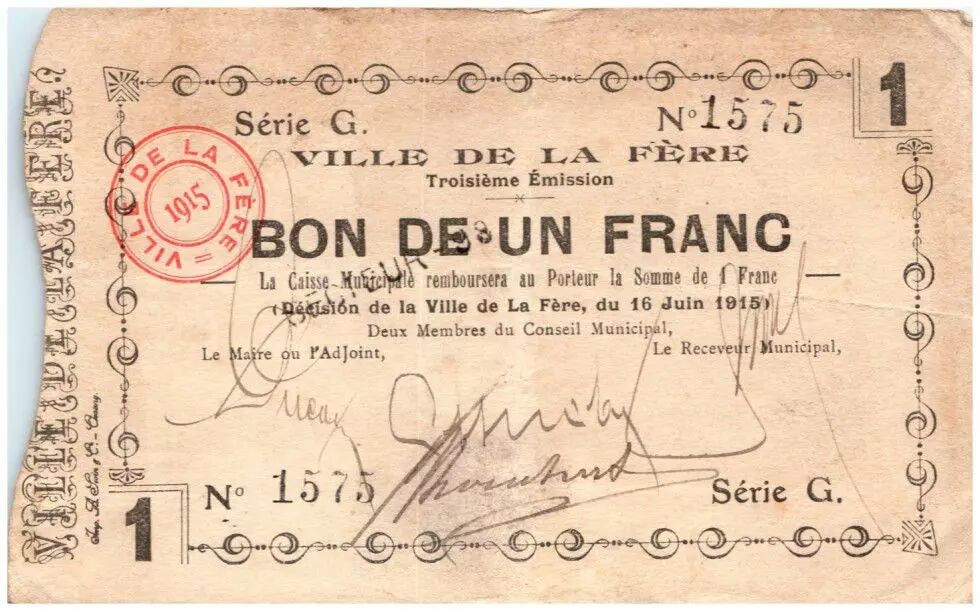 VILLE DE LA FÈRE.
Série G.
Nº 1575
1
VILLE DE LA FÈRE = 1915
VILLE DE LA FÈRE
Troisième Émission
BON DE UN FRANC
La Caisse Municipale remboursera au Porteur la Somme de 1 Franc
(Décision de la Ville de La Fère, du 16 Juin 1915)
Deux Membres du Conseil Municipal,
Le Maire ou l'AdJoint,
Le Receveur Municipal,
Nº 1575
Série G.
1